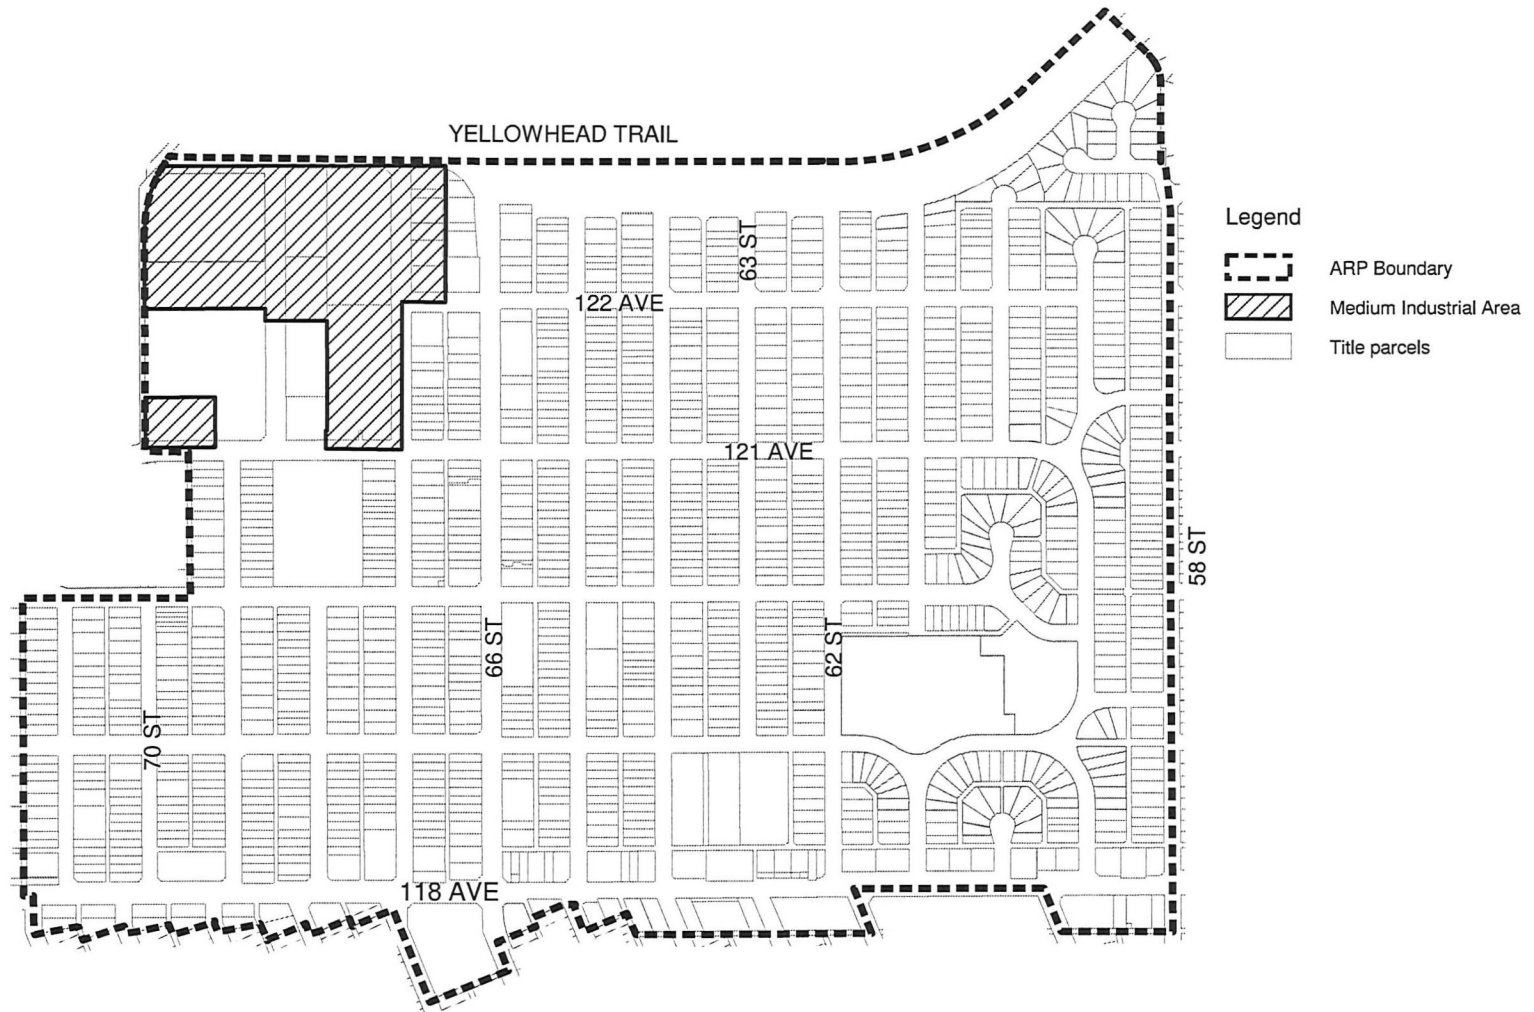 YELLOWHEAD TRAIL
63 ST
Legend
ARP Boundary
122 AVE
Medium Industrial Area
Title parcels
121 AVE
58 ST
66 ST
62 ST
70 ST
118 AVE